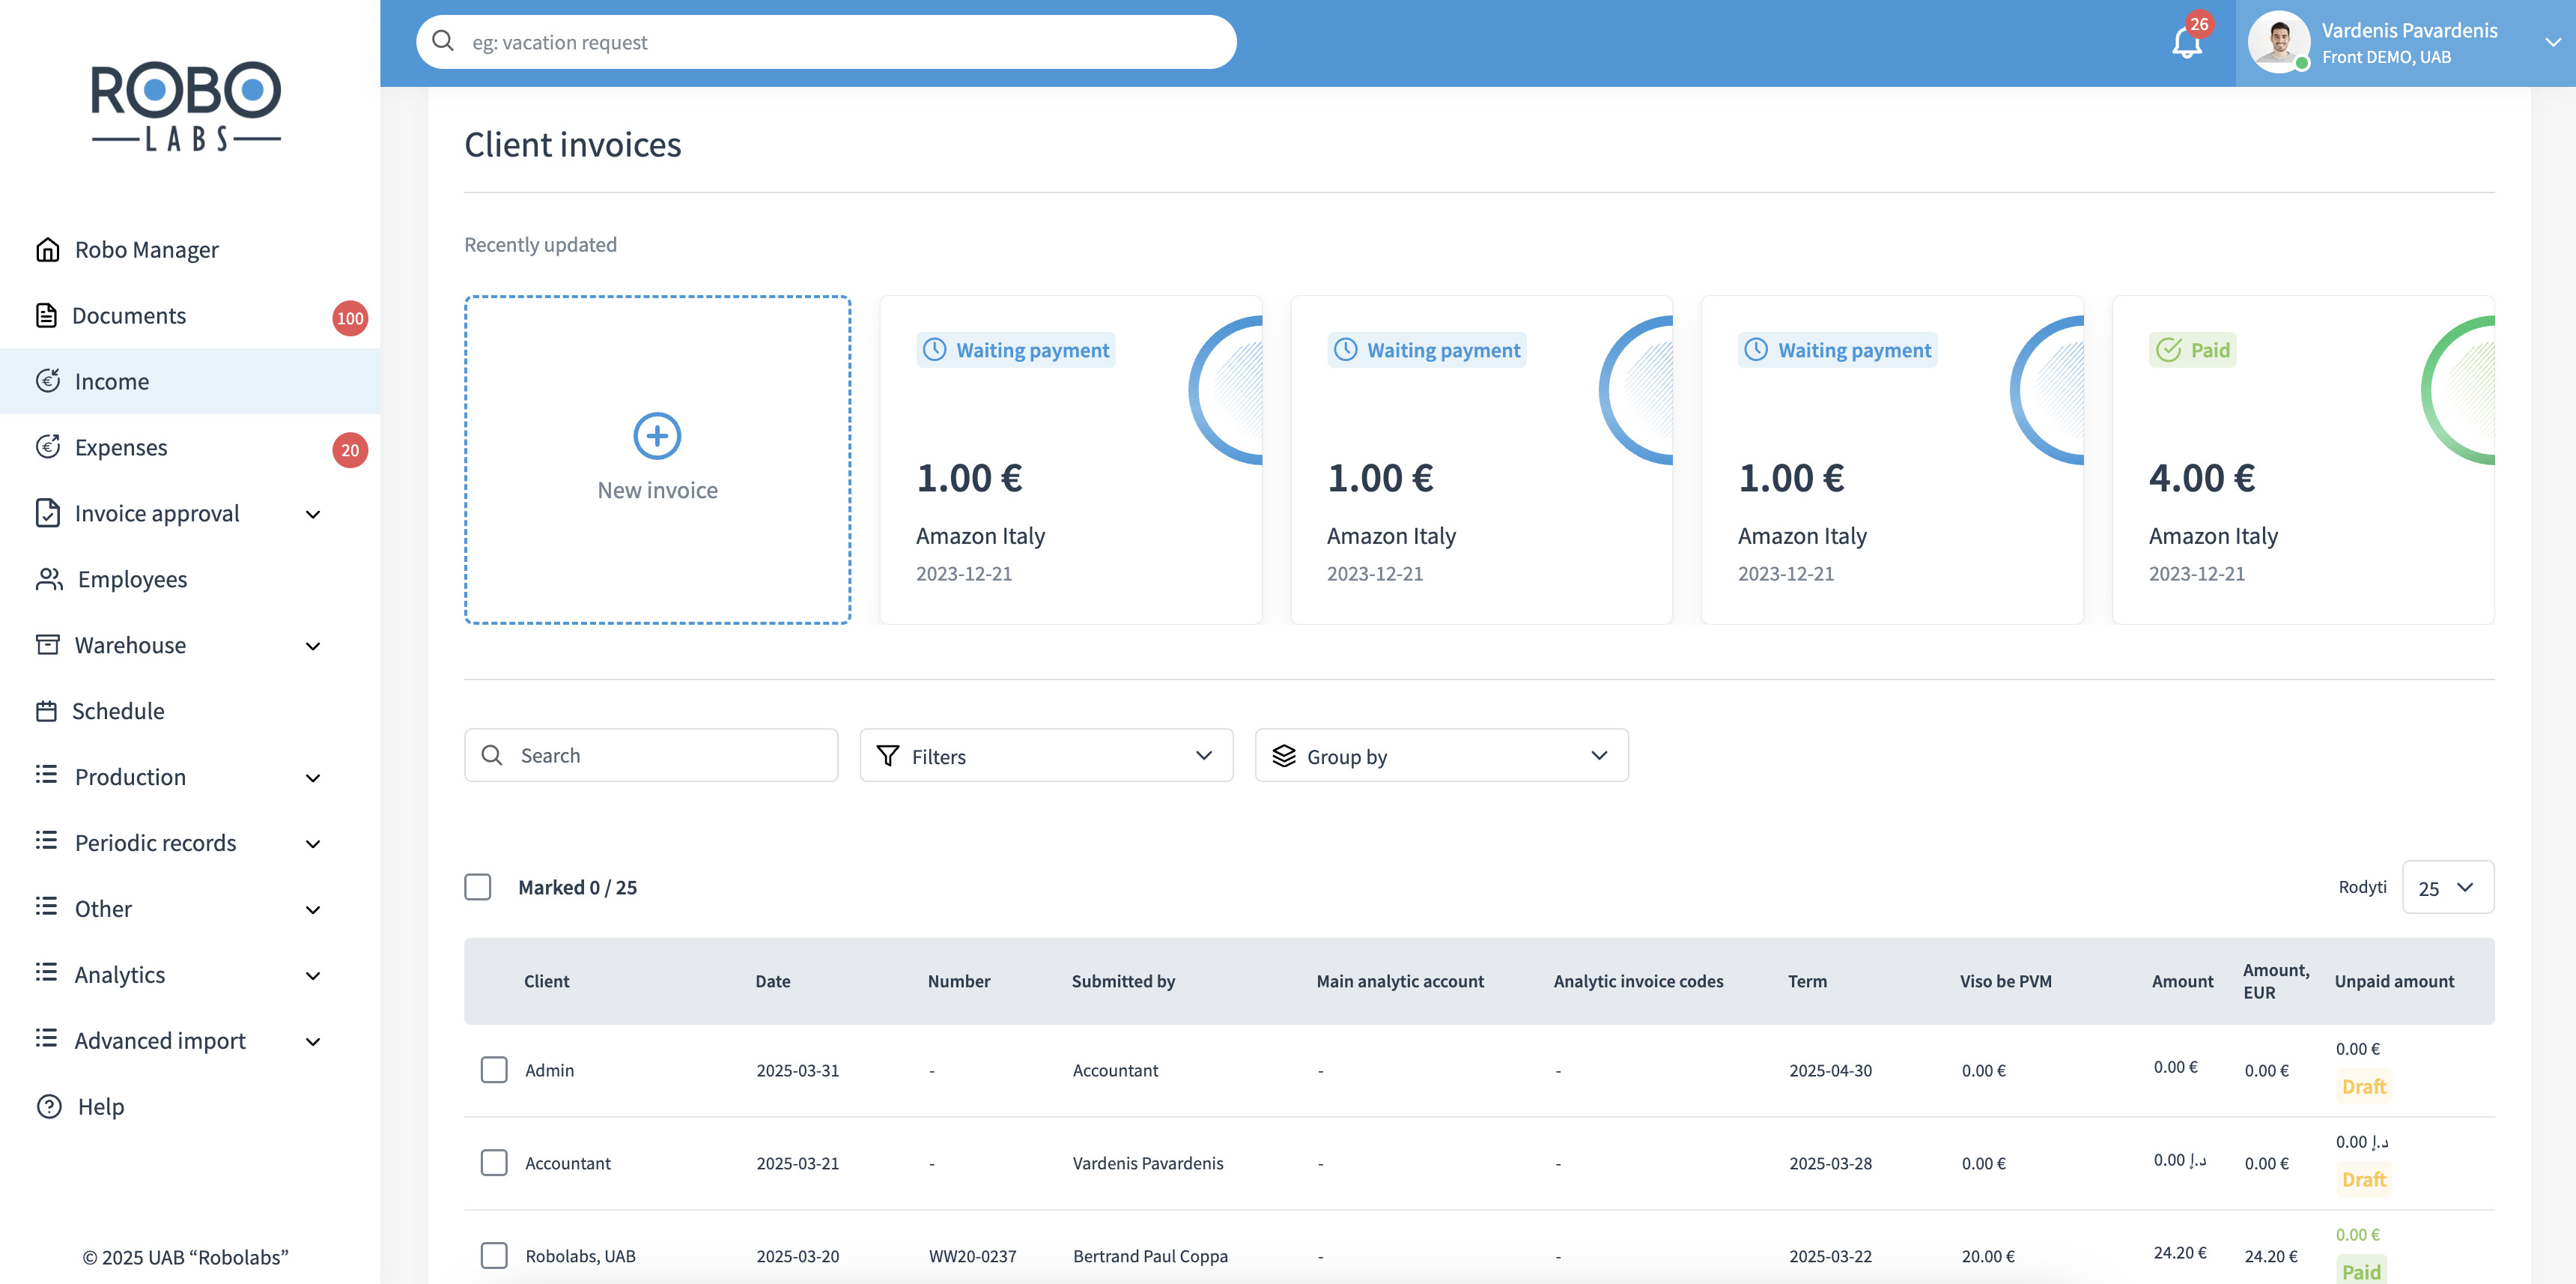 ROBO
LABS
eg: vacation request
26
Vardenis Pavardenis
Front DEMO, UAB
Robo Manager
Documents
100
Income
Expenses
20
Invoice approval
Employees
Warehouse
Schedule
Production
Periodic records
Other
Analytics
Advanced import
Help
© 2025 UAB “Robolabs”
Client invoices
Recently updated
New invoice
Waiting payment
1.00 €
Amazon Italy
2023-12-21
Waiting payment
1.00 €
Amazon Italy
2023-12-21
Waiting payment
1.00 €
Amazon Italy
2023-12-21
Paid
4.00 €
Amazon Italy
2023-12-21
Search
Filters
Group by
Marked 0 / 25
Rodyti
25
Client Date Number Submitted by Main analytic account Analytic invoice codes Term Viso be PVM Amount Amount, EUR Unpaid amount
Admin 2025-03-31 - Accountant - - 2025-04-30 0.00 € 0.00 € 0.00 € 0.00 €
Draft
Accountant 2025-03-21 - Vardenis Pavardenis - - 2025-03-28 0.00 € 0.00 د.إ 0.00 € 0.00 د.إ
Draft
Robolabs, UAB 2025-03-20 WW20-0237 Bertrand Paul Coppa - - 2025-03-22 20.00 € 24.20 € 24.20 € 0.00 €
Paid